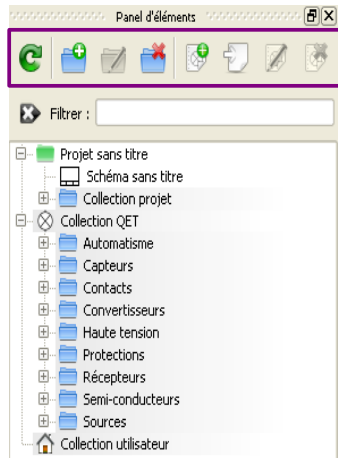 Panel d'éléments
Filtrer :
Projet sans titre
Schéma sans titre
Collection projet
Collection QET
Automatisme
Capteurs
Contacts
Convertisseurs
Haute tension
Protections
Récepteurs
Semi-conducteurs
Sources
Collection utilisateur